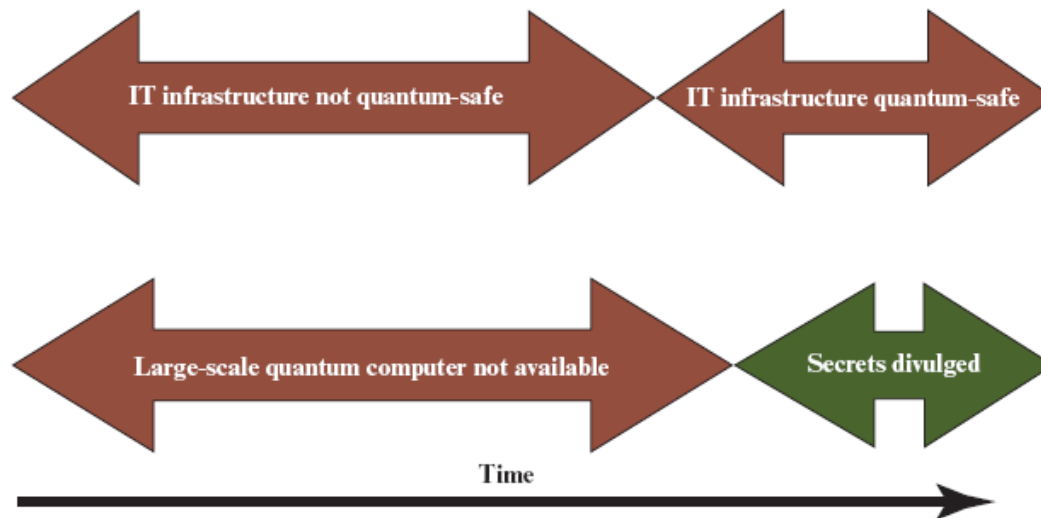 IT infrastructure not quantum-safe
IT infrastructure quantum-safe
Large-scale quantum computer not available
Secrets divulged
Time